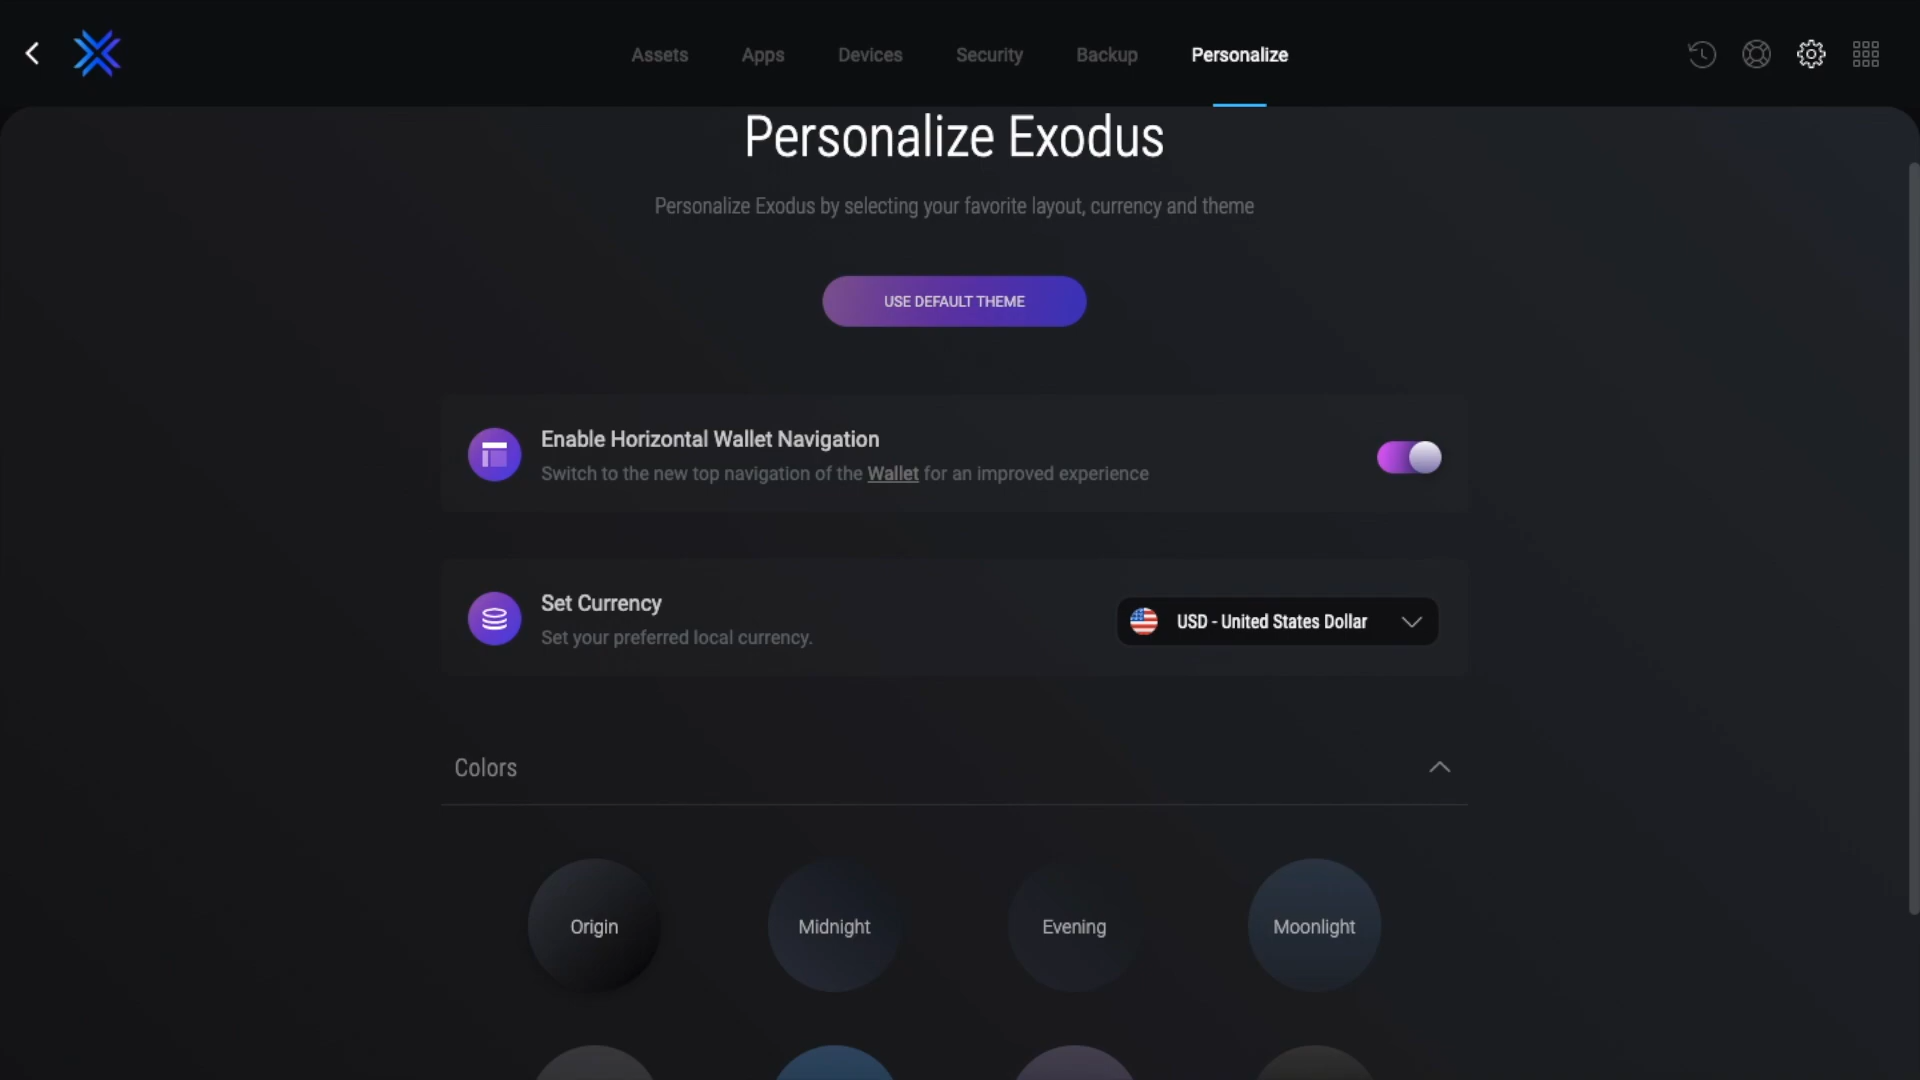 Assets Apps Devices Security Backup Personalize
Personalize Exodus
Personalize Exodus by selecting your favorite layout, currency and theme
USE DEFAULT THEME
Enable Horizontal Wallet Navigation
Switch to the new top navigation of the Wallet for an improved experience
Set Currency
Set your preferred local currency.
USD - United States Dollar
Colors
Origin Midnight Evening Moonlight